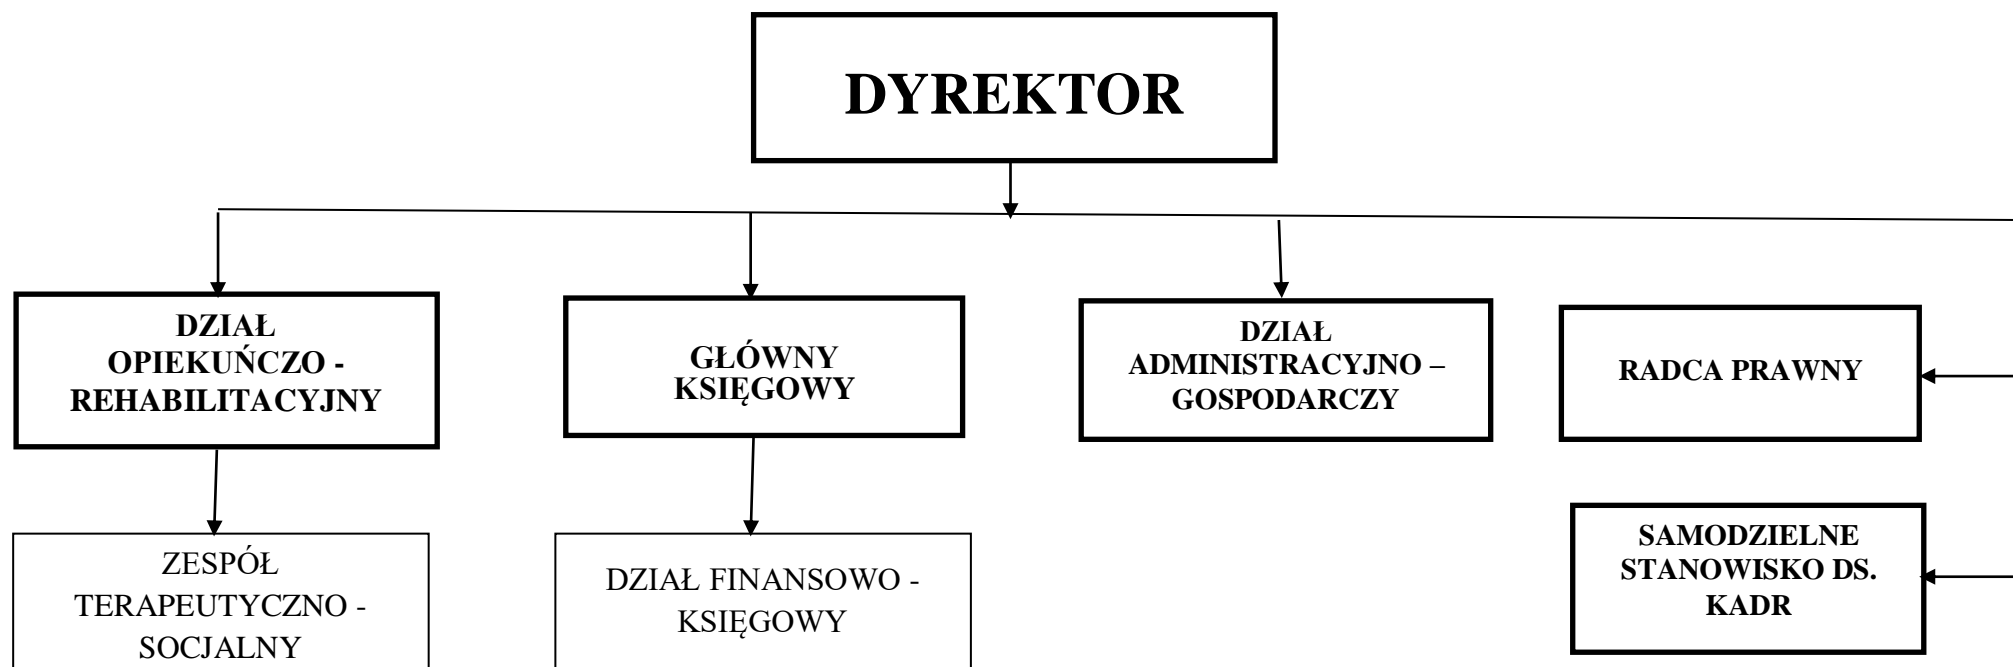 DYREKTOR
DZIAŁ
OPIEKUŃCZO -
REHABILITACYJNY
GŁÓWNY
KSIĘGOWY
DZIAŁ
ADMINISTRACYJNO –
GOSPODARCZY
RADCA PRAWNY
ZESPÓŁ
TERAPEUTYCZNO -
SOCJALNY
DZIAŁ FINANSOWO -
KSIĘGOWY
SAMODZIELNE
STANOWISKO DS.
KADR